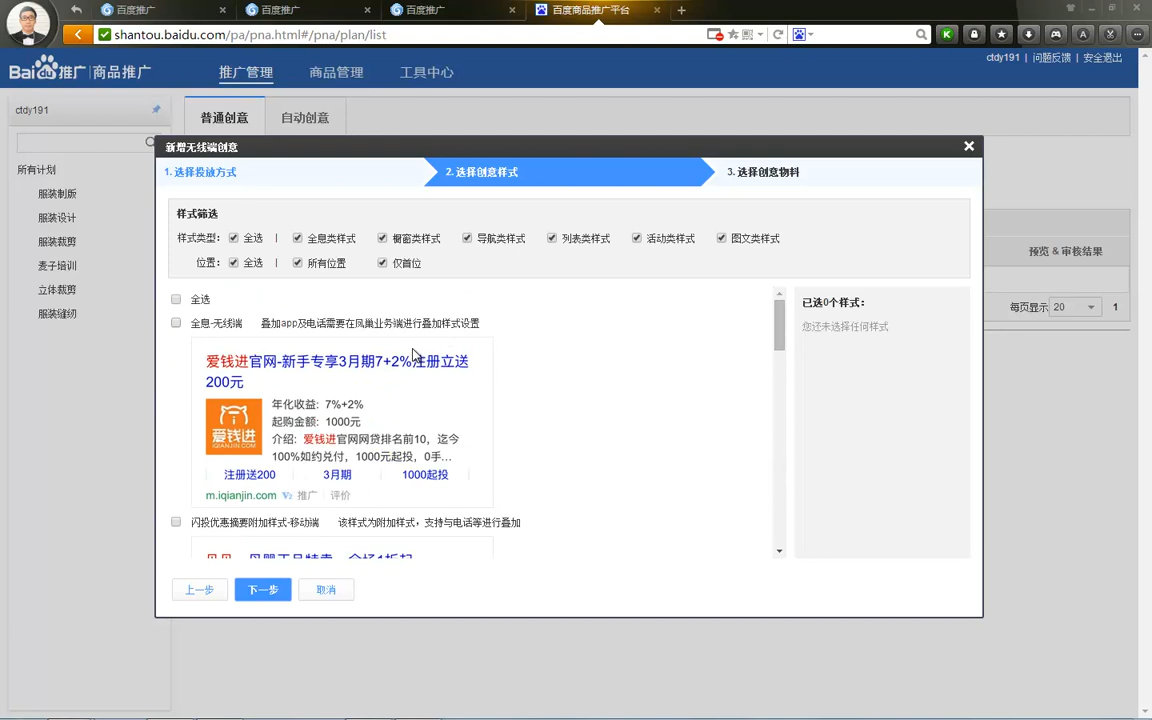 百度推广
百度推广
百度推广
百度商品推广平台
shantou.baidu.com/pa/pna.html#/pna/plan/list
Bai du 推广 | 商品推广
推广管理
商品管理
工具中心
ctdy191 | 问题反馈 | 安全退出
ctdy191
所有计划
服装制版
服装设计
服装裁剪
麦子培训
立体裁剪
服装缝纫
普通创意
自动创意
新增无线端创意
1. 选择投放方式
2. 选择创意样式
3. 选择创意物料
样式筛选
样式类型: 全选 | 全息类样式 橱窗类样式 导航类样式 列表类样式 活动类样式 图文类样式
位置: 全选 | 所有位置 仅首位
全选
全息-无线端 叠加app及电话需要在凤巢业务端进行叠加样式设置
爱钱进官网-新手专享3月期7+2%注册立送
200元
爱钱进
IQIANJIN.COM
年化收益: 7%+2%
起购金额: 1000元
介绍: 爱钱进官网网贷排名前10，迄今
100%如约兑付，1000元起投，0手...
注册送200 3月期 1000起投
m.iqianjin.com V2 推广 评价
闪投优惠摘要附加样式-移动端 该样式为附加样式，支持与电话等进行叠加
已选0个样式:
您还未选择任何样式
上一步
下一步
取消
预览 & 审核结果
每页显示 20 1